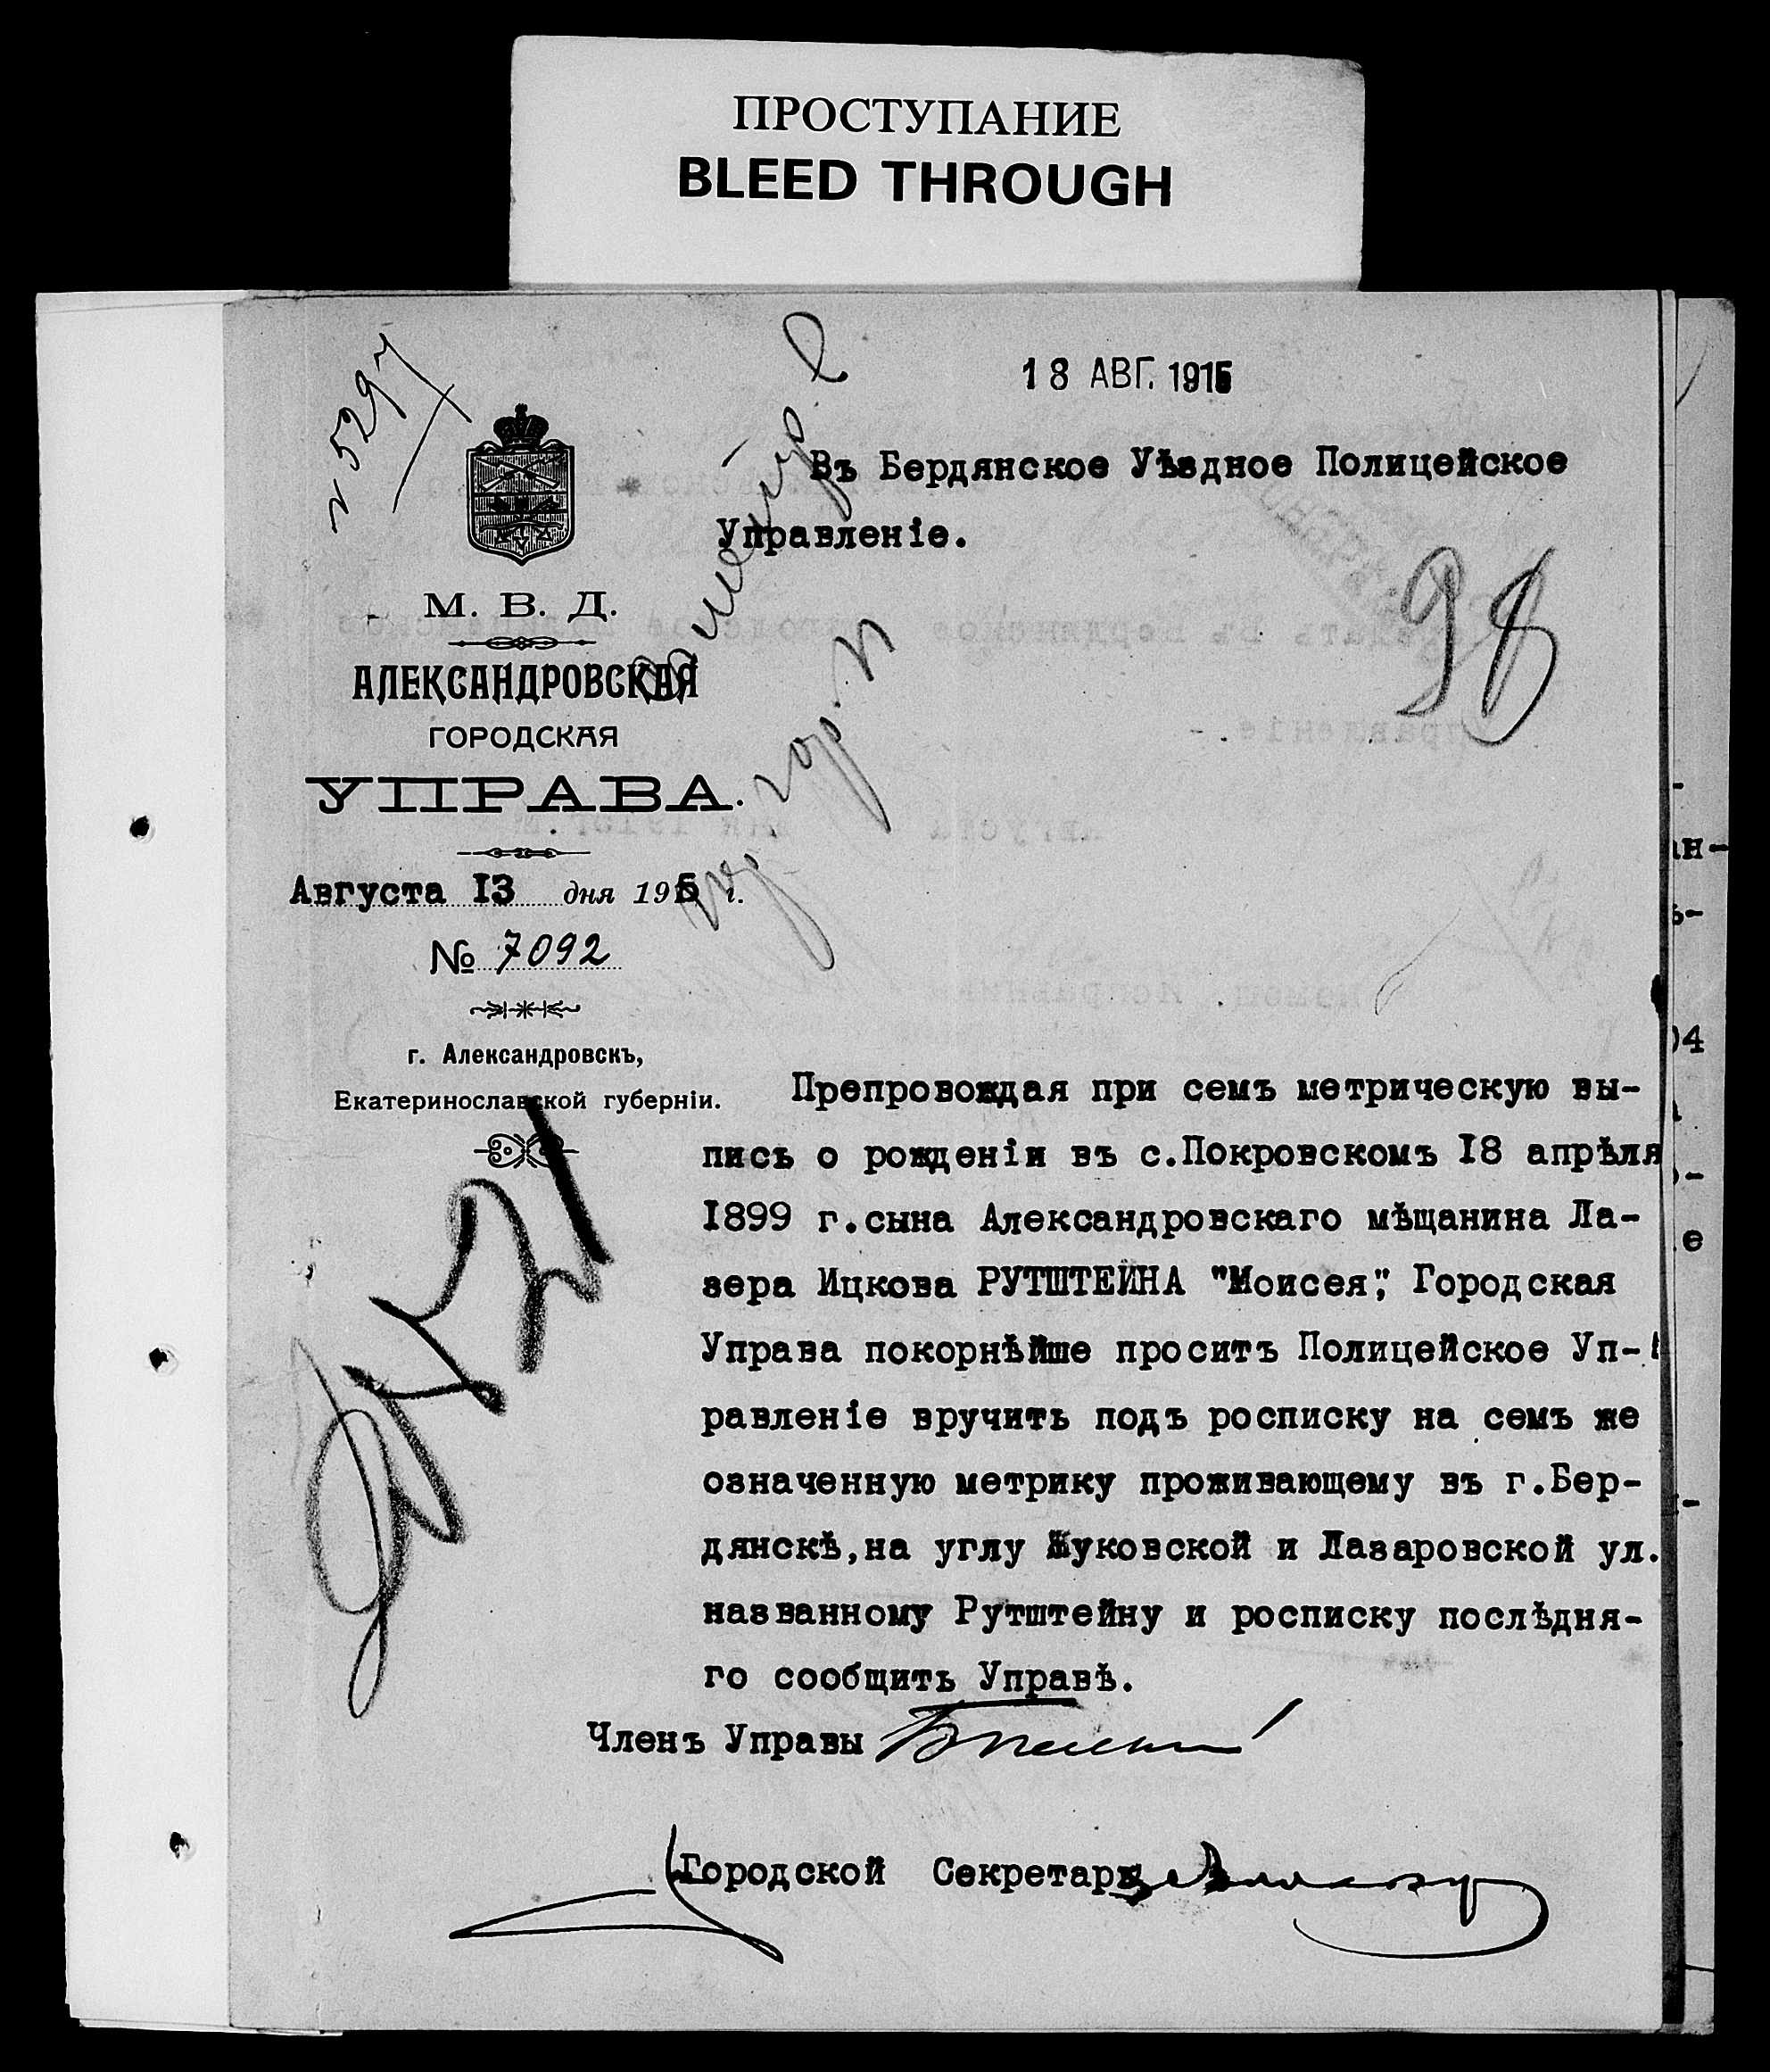 ПРОСТУПАНИЕ
BLEED THROUGH
18 АВГ. 1915
№ 5297
Въ Бердянское Уѣздное Полицейское
Управленіе.
98
М. В. Д.
АЛЕКСАНДРОВСКАЯ
ГОРОДСКАЯ
УПРАВА.
Августа 13 дня 1915 г.
№ 7092
г. Александровскъ,
Екатеринославской губерніи.
Препровождая при семъ метрическую вы-
пись о рожденіи въ с.Покровскомъ 18 апрѣля
1899 г.сына Александровскаго мѣщанина Ла-
зера Ицкова РУТШТЕЙНА "Моисея", Городская
Управа покорнѣйше проситъ Полицейское Уп-
равленіе вручить подъ росписку на семъ же
означенную метрику проживающему въ г.Бер-
дянскѣ,на углу Жуковской и Лазаровской ул.
названному Рутштейну и росписку послѣдня-
го сообщить Управѣ.
Членъ Управы
Городской Секретарь